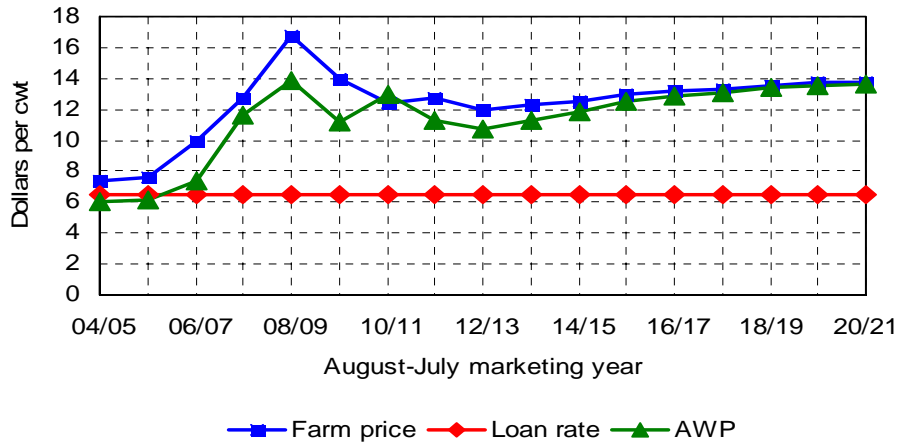 18
16
14
12
10
8
6
4
2
0
Dollars per cwt
04/05 06/07 08/09 10/11 12/13 14/15 16/17 18/19 20/21
August-July marketing year
Farm price Loan rate AWP